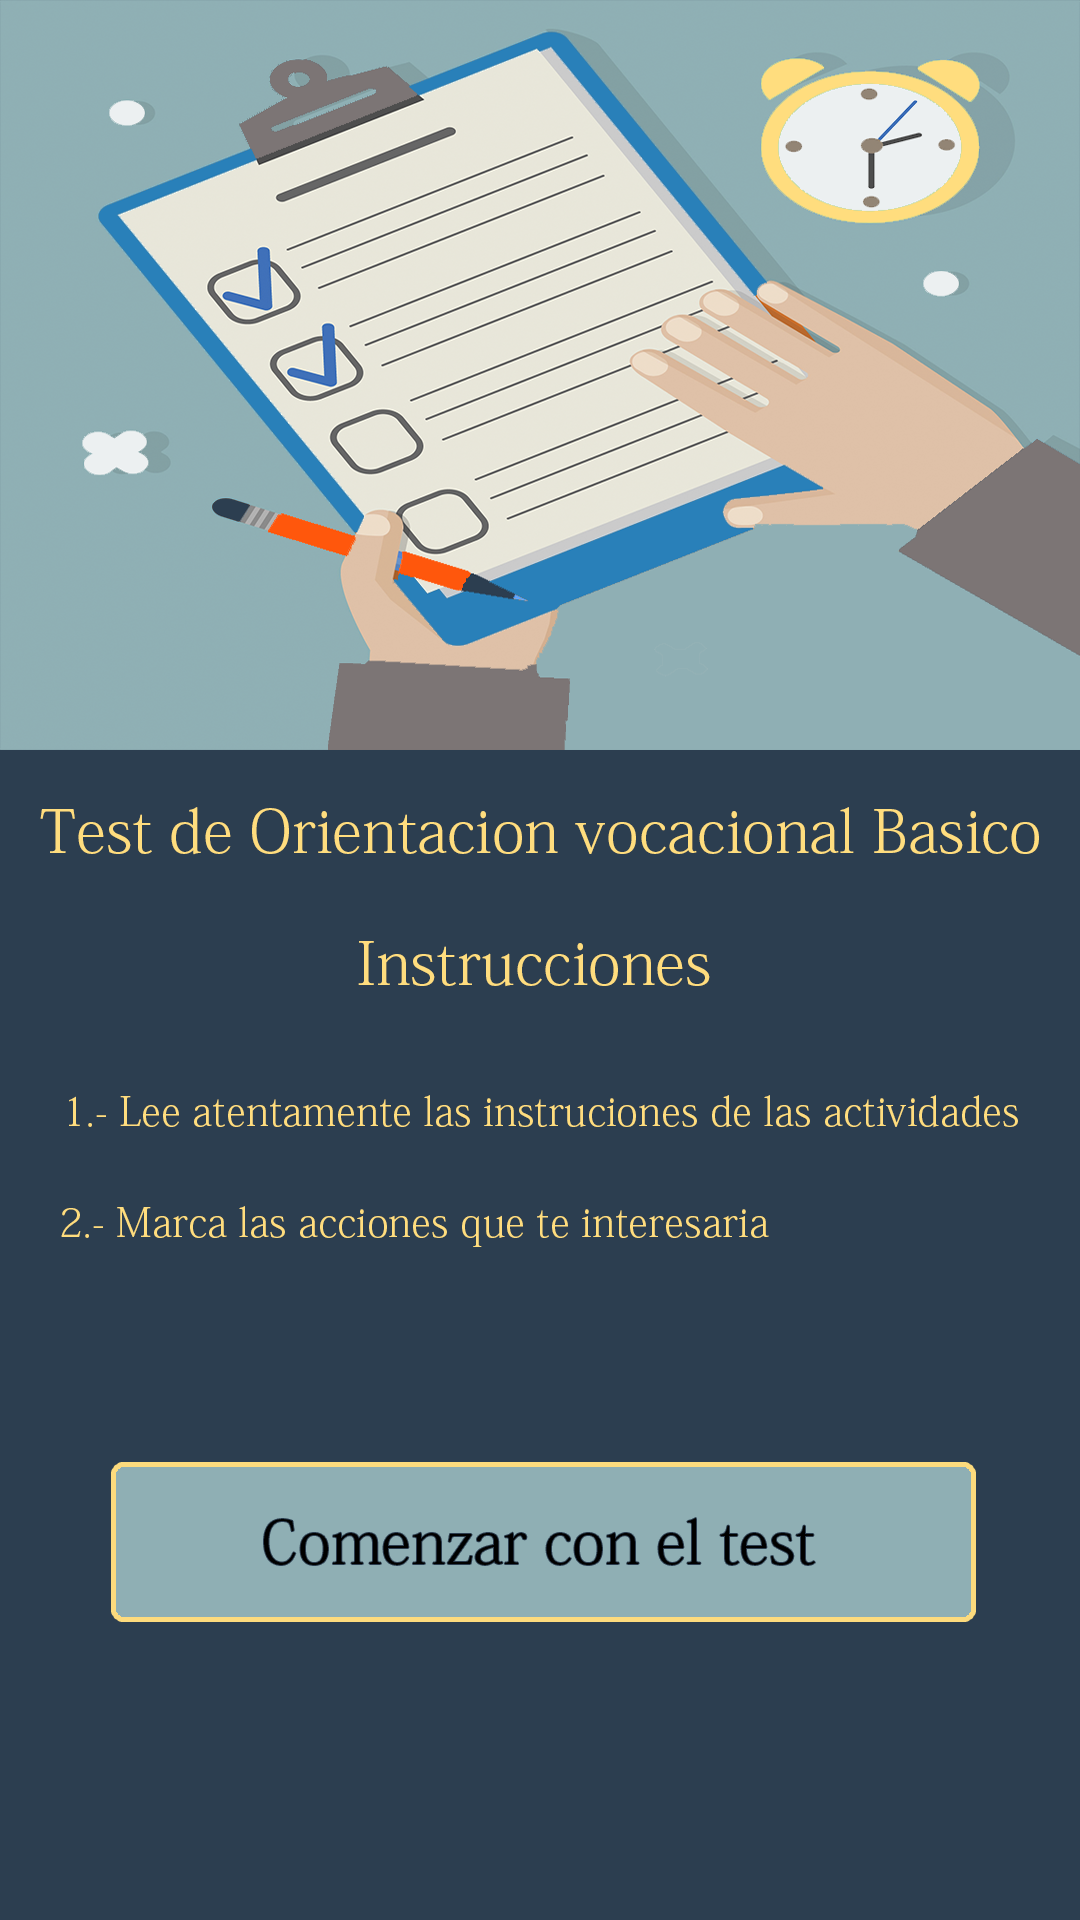 Test de Orientacion vocacional Basico
Instrucciones
1.- Lee atentamente las instruciones de las actividades
2.- Marca las acciones que te interesaria
Comenzar con el test